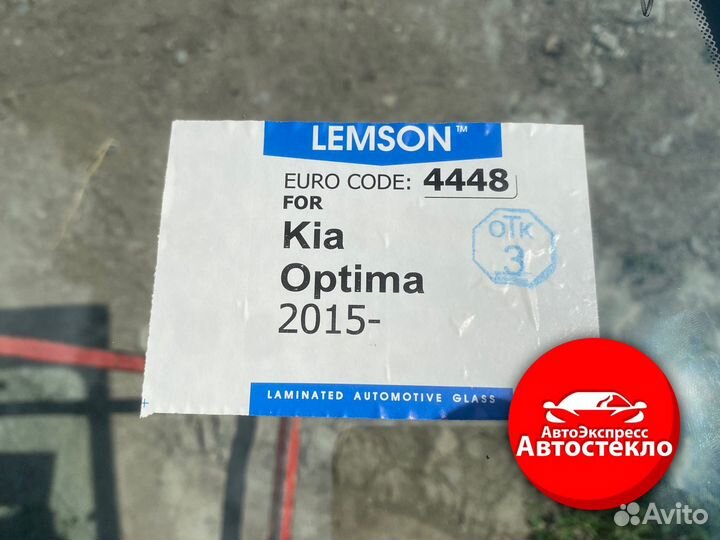 LEMSON™
EURO CODE: 4448
FOR
Kia
Optima
2015-
ОТК
3
LAMINATED AUTOMOTIVE GLASS
АвтоЭкспресс
Автостекло
Avito